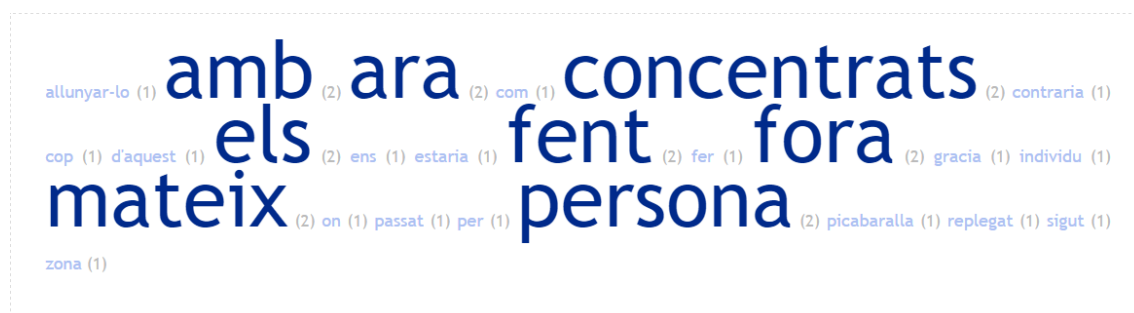 allunyar-lo (1) amb (2) ara (2) com (1) concentrats (2) contraria (1)
cop (1) d'aquest (1) els (2) ens (1) estaria (1) fent (2) fer (1) fora (2) gracia (1) individu (1)
mateix (2) on (1) passat (1) per (1) persona (2) picabaralla (1) replegat (1) sigut (1)
zona (1)